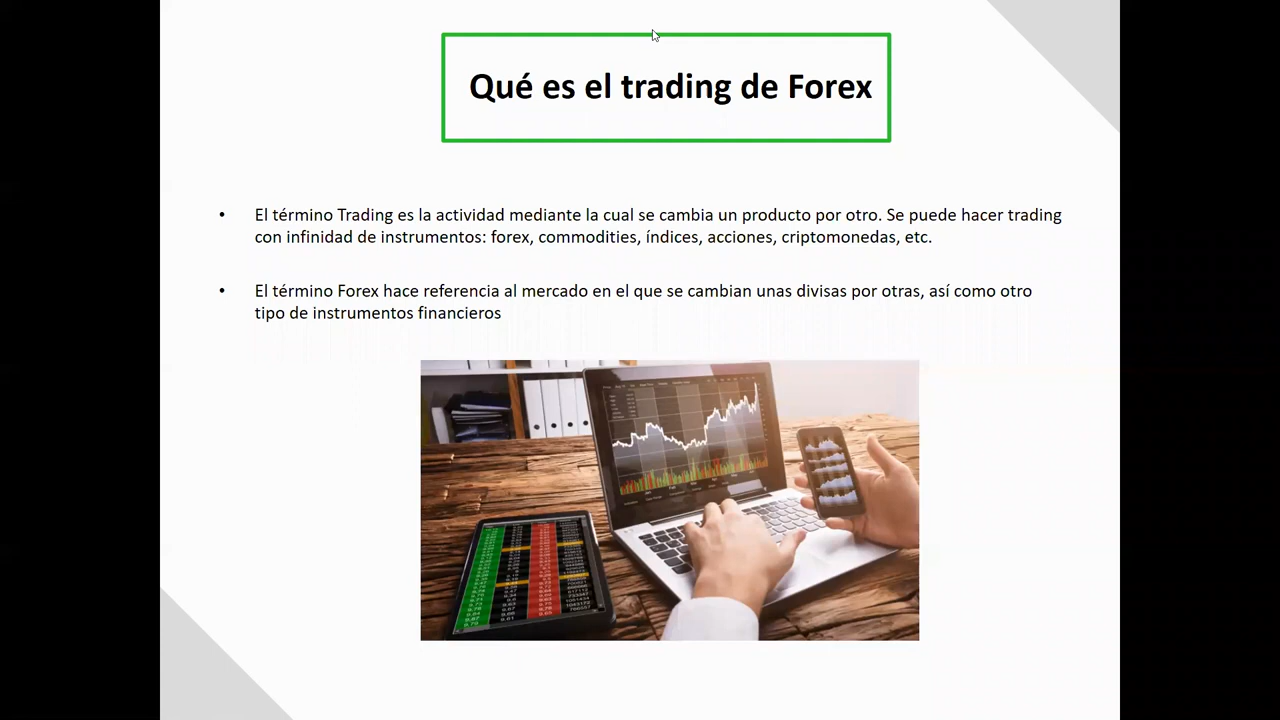 Qué es el trading de Forex
• El término Trading es la actividad mediante la cual se cambia un producto por otro. Se puede hacer trading
con infinidad de instrumentos: forex, commodities, índices, acciones, criptomonedas, etc.
• El término Forex hace referencia al mercado en el que se cambian unas divisas por otras, así como otro
tipo de instrumentos financieros